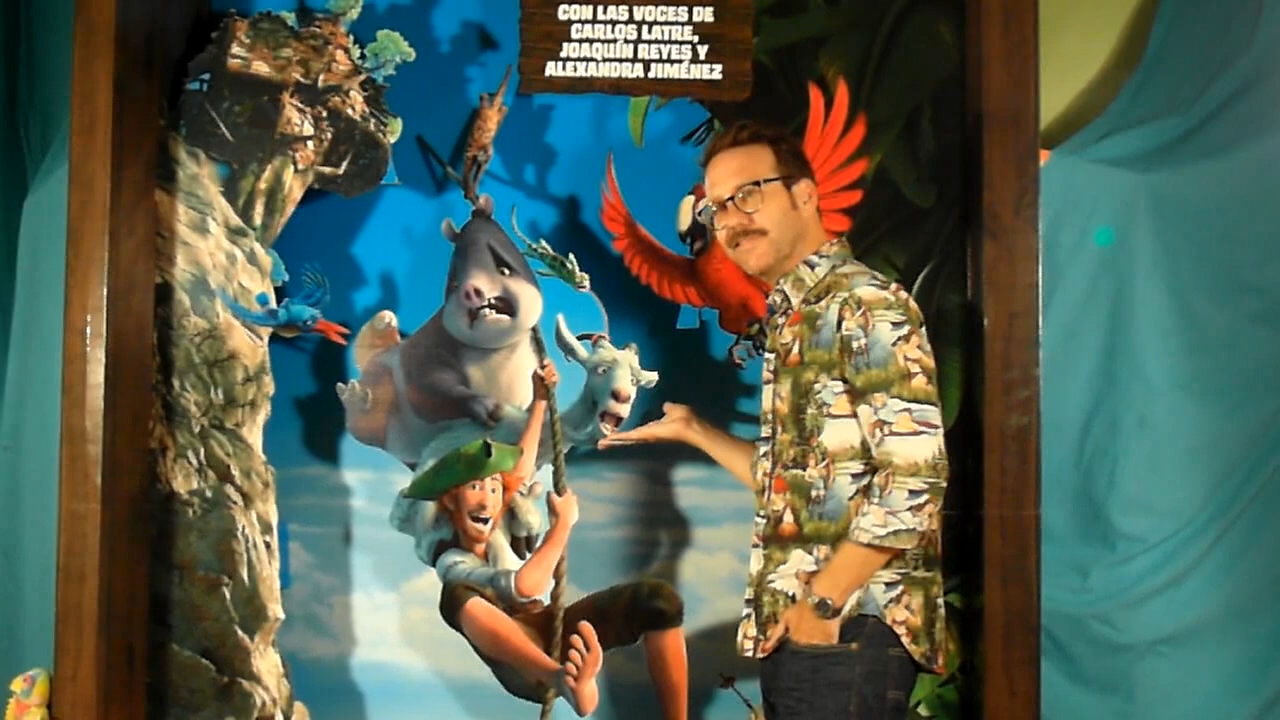 CON LAS VOCES DE
CARLOS LATRE,
JOAQUÍN REYES Y
ALEXANDRA JIMÉNEZ